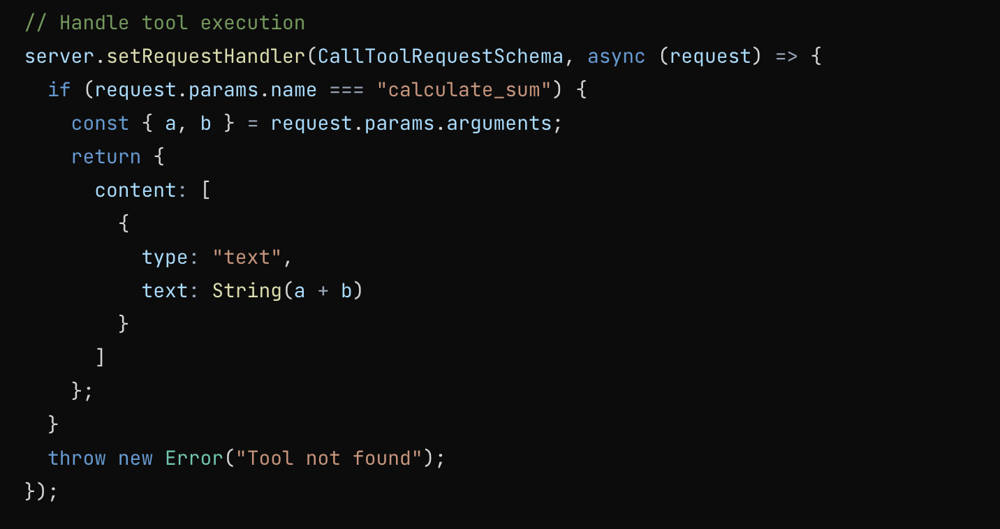 // Handle tool execution
server.setRequestHandler(CallToolRequestSchema, async (request) => {
  if (request.params.name === "calculate_sum") {
    const { a, b } = request.params.arguments;
    return {
      content: [
        {
          type: "text",
          text: String(a + b)
        }
      ]
    };
  }
  throw new Error("Tool not found");
});